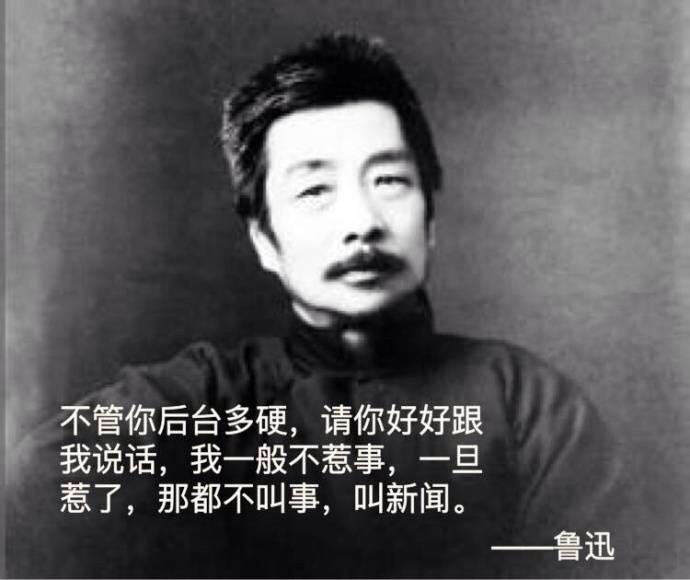 不管你后台多硬，请你好好跟
我说话，我一般不惹事，一旦
惹了，那都不叫事，叫新闻。
——鲁迅